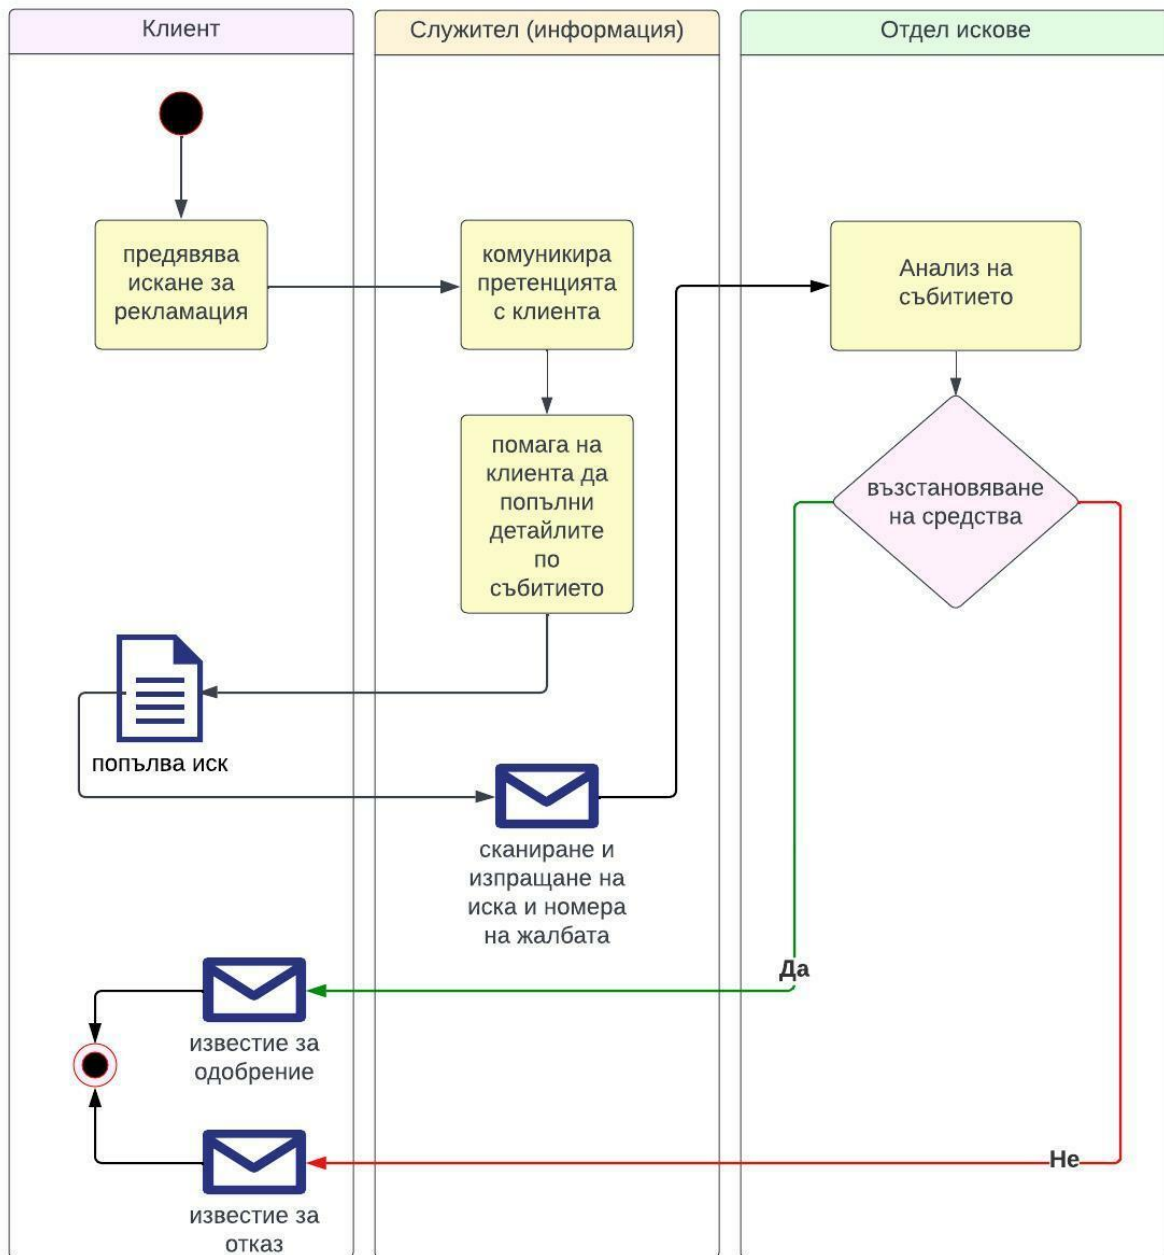 Клиент
Служител (информация)
Отдел искове
предявява
искане за
рекламация
комуникира
претенцията
с клиента
Анализ на
събитието
помага на
клиента да
попълни
детайлите
по
събитието
възстановяване
на средства
попълва иск
сканиране и
изпращане на
иска и номера
на жалбата
Да
известие за
одобрение
Не
известие за
отказ